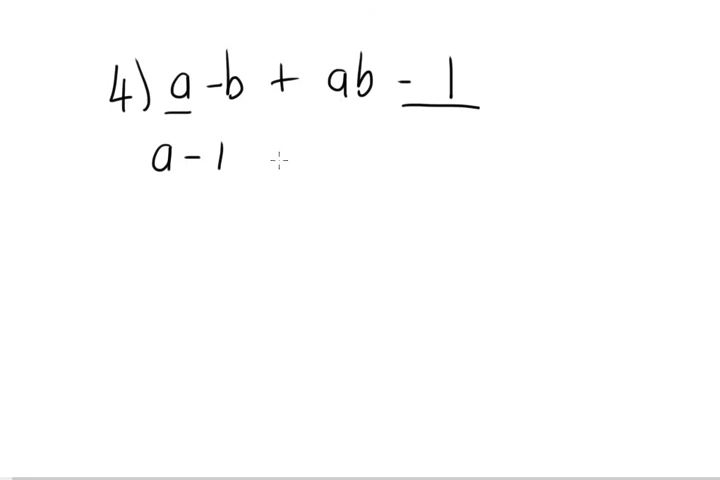 4) a - b + ab - 1
a - 1